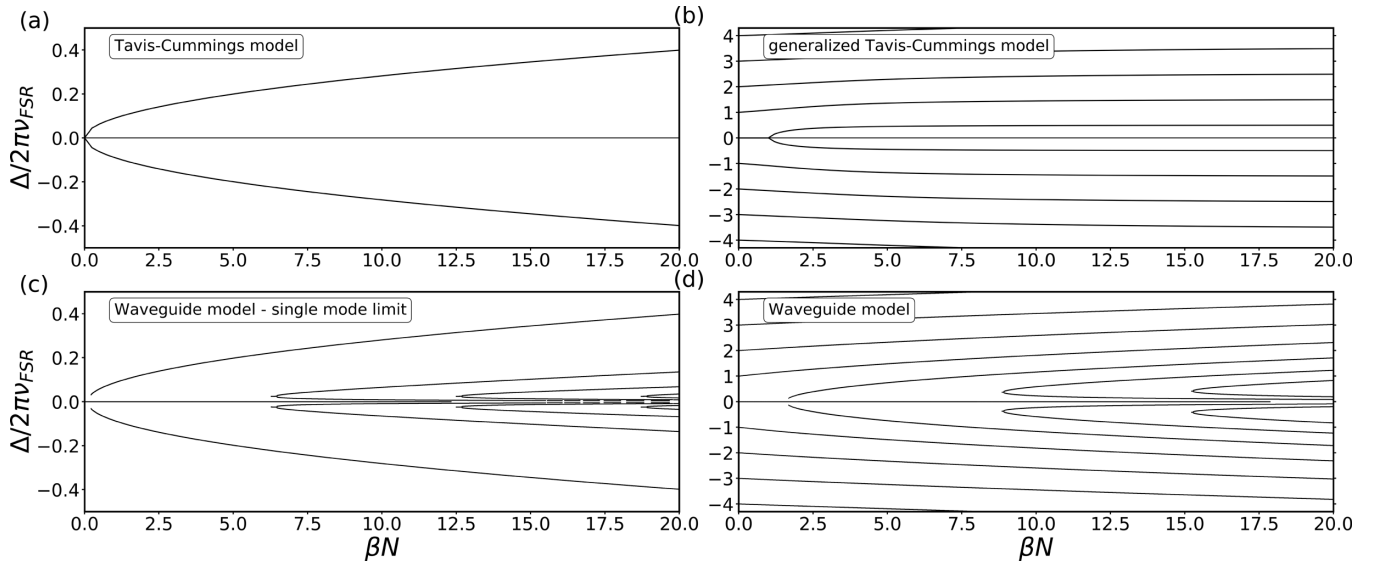 (a)
Tavis-Cummings model
0.4
0.2
0.0
−0.2
−0.4
Δ/2πν_FSR
0.0 2.5 5.0 7.5 10.0 12.5 15.0 17.5 20.0
(b)
generalized Tavis-Cummings model
4
3
2
1
0
−1
−2
−3
−4
0.0 2.5 5.0 7.5 10.0 12.5 15.0 17.5 20.0
(c)
Waveguide model - single mode limit
0.4
0.2
0.0
−0.2
−0.4
Δ/2πν_FSR
0.0 2.5 5.0 7.5 10.0 12.5 15.0 17.5 20.0
βN
(d)
Waveguide model
4
3
2
1
0
−1
−2
−3
−4
0.0 2.5 5.0 7.5 10.0 12.5 15.0 17.5 20.0
βN